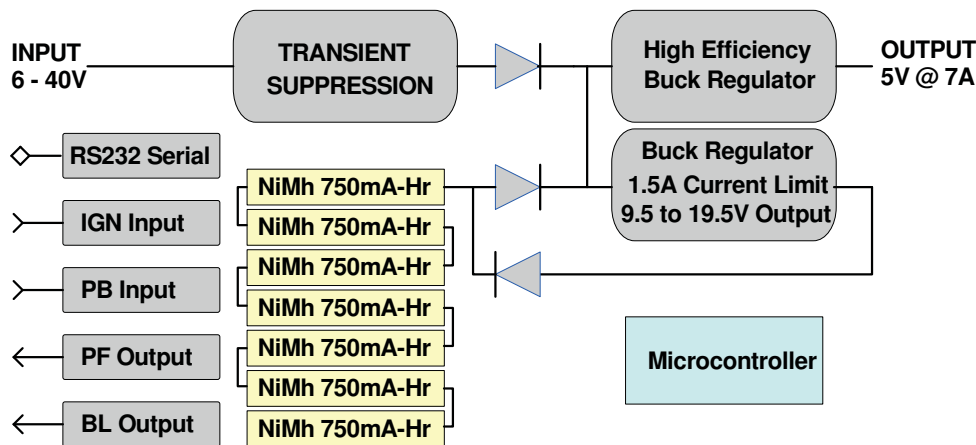 INPUT
6 - 40V
TRANSIENT
SUPPRESSION
High Efficiency
Buck Regulator
OUTPUT
5V @ 7A
RS232 Serial
IGN Input
PB Input
PF Output
BL Output
NiMh 750mA-Hr
NiMh 750mA-Hr
NiMh 750mA-Hr
NiMh 750mA-Hr
NiMh 750mA-Hr
NiMh 750mA-Hr
NiMh 750mA-Hr
Buck Regulator
1.5A Current Limit
9.5 to 19.5V Output
Microcontroller